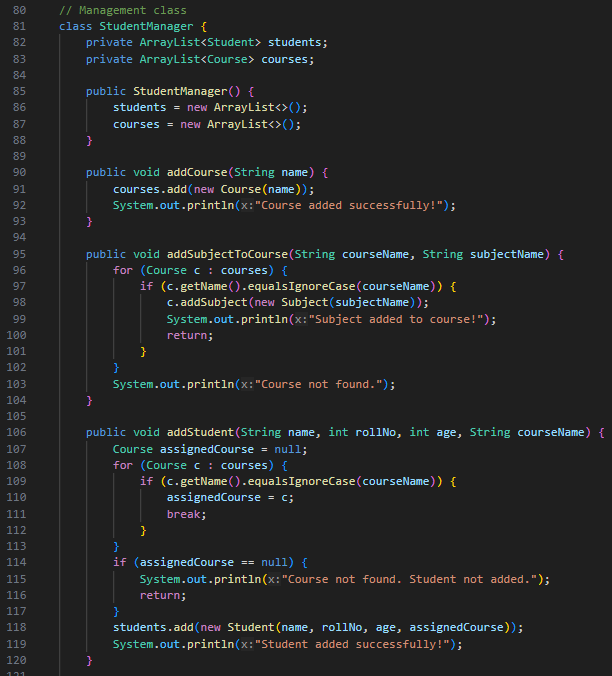 80 // Management class
81 class StudentManager {
82 private ArrayList<Student> students;
83 private ArrayList<Course> courses;
84
85 public StudentManager() {
86 students = new ArrayList<>();
87 courses = new ArrayList<>();
88 }
89
90 public void addCourse(String name) {
91 courses.add(new Course(name));
92 System.out.println(x:"Course added successfully!");
93 }
94
95 public void addSubjectToCourse(String courseName, String subjectName) {
96 for (Course c : courses) {
97 if (c.getName().equalsIgnoreCase(courseName)) {
98 c.addSubject(new Subject(subjectName));
99 System.out.println(x:"Subject added to course!");
100 return;
101 }
102 }
103 System.out.println(x:"Course not found.");
104 }
105
106 public void addStudent(String name, int rollNo, int age, String courseName) {
107 Course assignedCourse = null;
108 for (Course c : courses) {
109 if (c.getName().equalsIgnoreCase(courseName)) {
110 assignedCourse = c;
111 break;
112 }
113 }
114 if (assignedCourse == null) {
115 System.out.println(x:"Course not found. Student not added.");
116 return;
117 }
118 students.add(new Student(name, rollNo, age, assignedCourse));
119 System.out.println(x:"Student added successfully!");
120 }